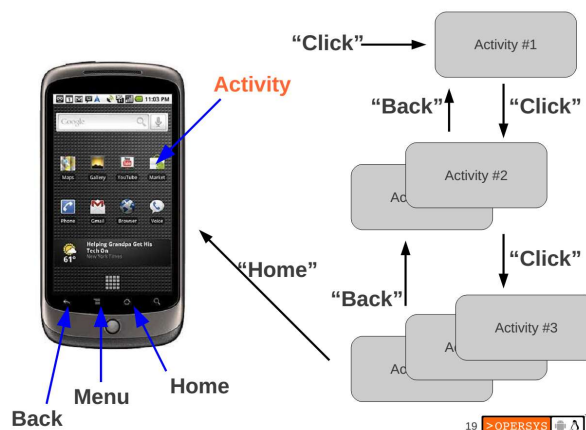 “Click”
Activity #1
Activity
“Back”
“Click”
11:03 PM
Google
Maps
Gallery
YouTube
Market
Activity #2
Ac
Phone
Gmail
Browser
Voice
61°
Helping Grandpa Get His
Tech On
New York Times
“Click”
“Home”
“Back”
Activity #3
A
Ac
Menu
Home
Back
19
>OPERSYS